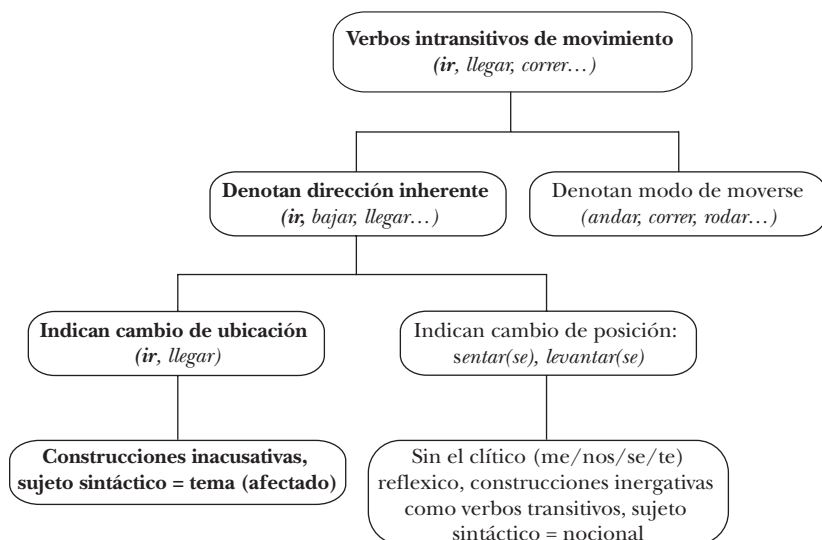 Verbos intransitivos de movimiento
(ir, llegar, correr…)
Denotan dirección inherente
(ir, bajar, llegar…)
Denotan modo de moverse
(andar, correr, rodar…)
Indican cambio de ubicación
(ir, llegar)
Indican cambio de posición:
sentar(se), levantar(se)
Construcciones inacusativas,
sujeto sintáctico = tema (afectado)
Sin el clítico (me/nos/se/te)
reflexico, construcciones inergativas
como verbos transitivos, sujeto
sintáctico = nocional